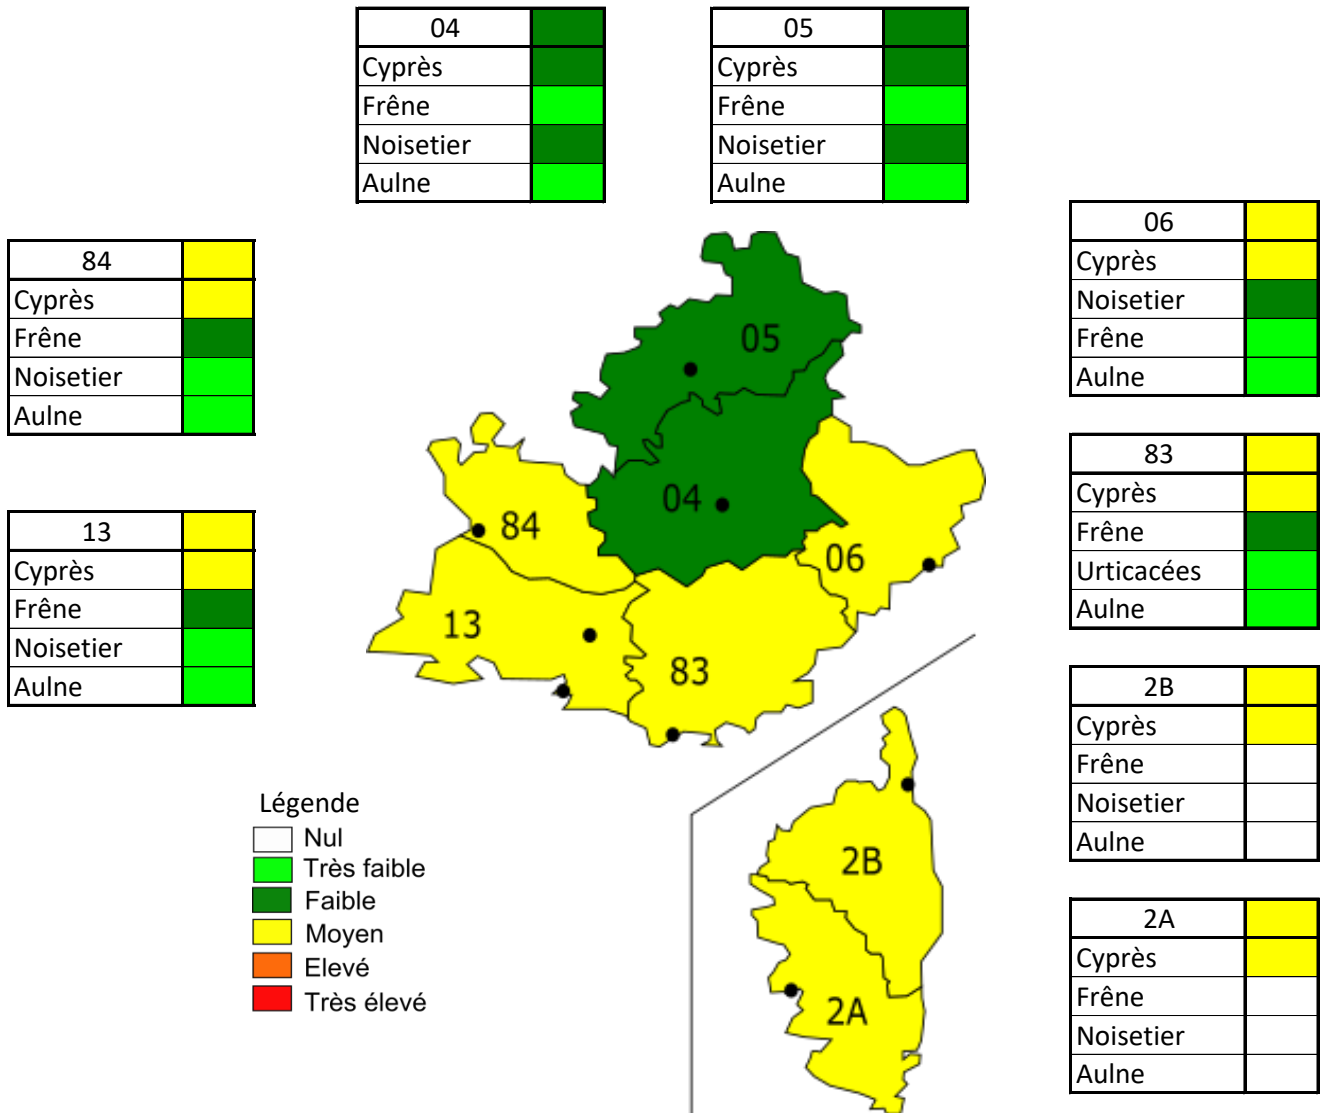 04
Cyprès
Frêne
Noisetier
Aulne
05
Cyprès
Frêne
Noisetier
Aulne
84
Cyprès
Frêne
Noisetier
Aulne
13
Cyprès
Frêne
Noisetier
Aulne
05
04
84
06
13
83
2B
2A
06
Cyprès
Noisetier
Frêne
Aulne
83
Cyprès
Frêne
Urticacées
Aulne
2B
Cyprès
Frêne
Noisetier
Aulne
2A
Cyprès
Frêne
Noisetier
Aulne
Légende
Nul
Très faible
Faible
Moyen
Elevé
Très élevé